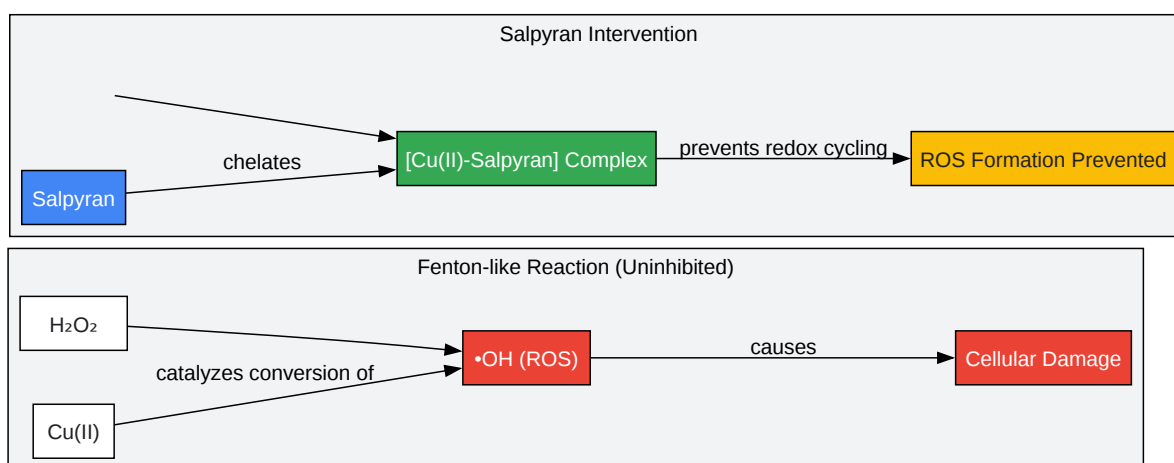 Salpyran Intervention
chelates
[Cu(II)-Salpyran] Complex
prevents redox cycling
ROS Formation Prevented
Salpyran
Fenton-like Reaction (Uninhibited)
H₂O₂
catalyzes conversion of
•OH (ROS)
causes
Cellular Damage
Cu(II)